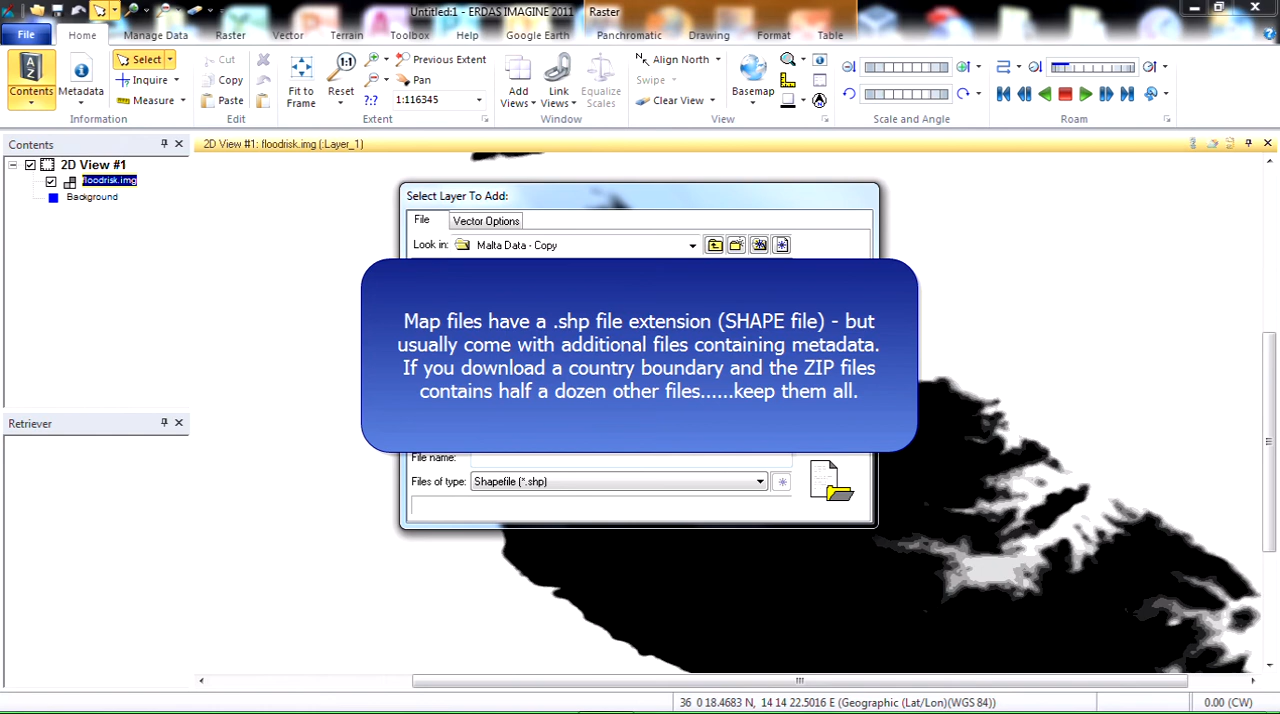 Untitled:1 - ERDAS IMAGINE 2011
Raster
File
Home
Manage Data
Raster
Vector
Terrain
Toolbox
Help
Google Earth
Panchromatic
Drawing
Format
Table
Contents
Metadata
Select
Inquire
Measure
Information
Cut
Copy
Paste
Edit
Fit to
Frame
1:1
Reset
Previous Extent
Pan
?:? 1:116345
Extent
Add
Views
Link
Views
Equalize
Scales
Window
Align North
Swipe
Clear View
Basemap
View
Scale and Angle
Roam
Contents
2D View #1
floodrisk.img
Background
Retriever
2D View #1: floodrisk.img (:Layer_1)
Select Layer To Add:
File
Vector Options
Look in:
Malta Data - Copy
Map files have a .shp file extension (SHAPE file) - but
usually come with additional files containing metadata.
If you download a country boundary and the ZIP files
contains half a dozen other files......keep them all.
File name:
Files of type:
Shapefile (*.shp)
36 0 18.4683 N, 14 14 22.5016 E (Geographic (Lat/Lon)(WGS 84))
0.00 (CW)